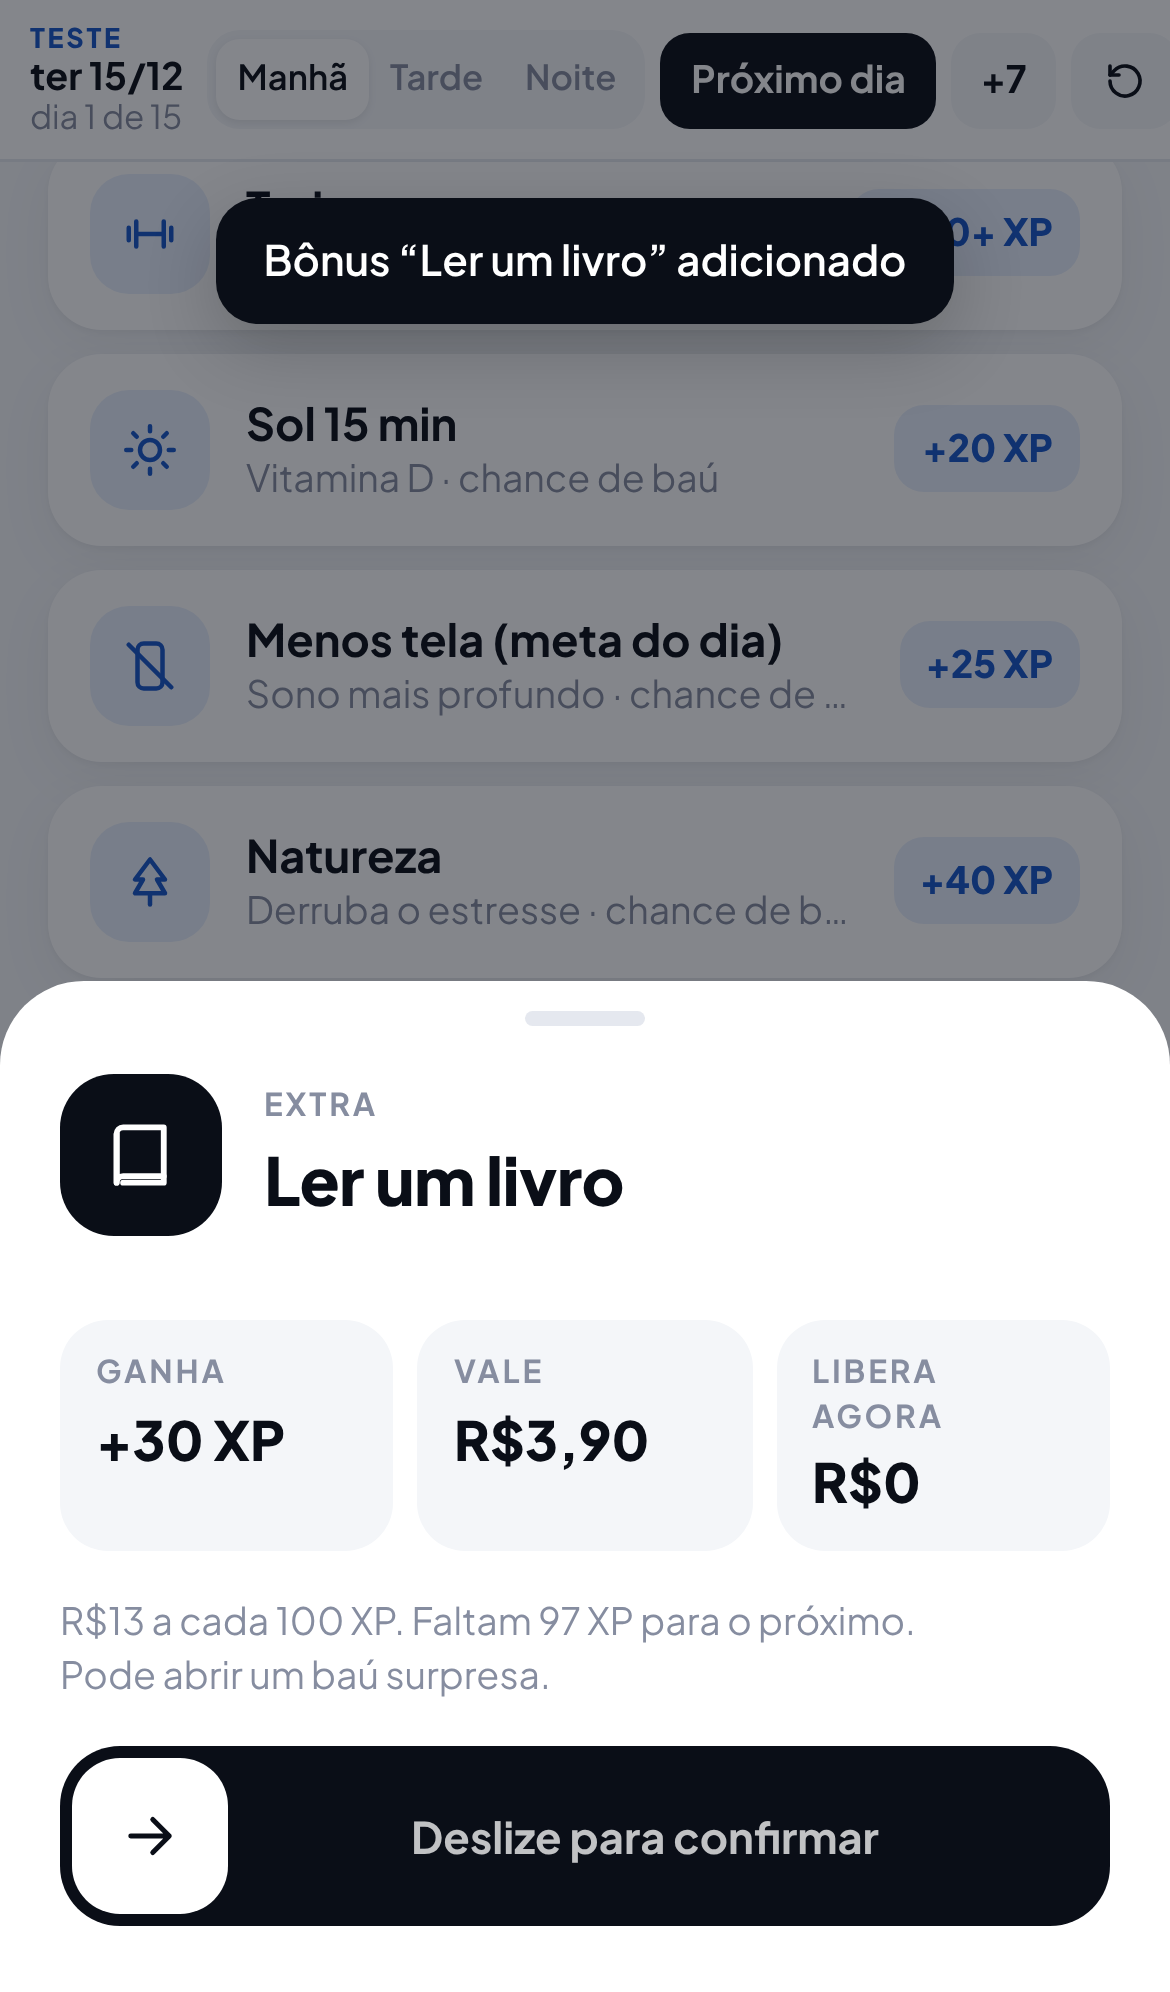 TESTE
ter 15/12
dia 1 de 15
Manhã
Tarde
Noite
Próximo dia
+7
0+ XP
Bônus “Ler um livro” adicionado
Sol 15 min
Vitamina D · chance de baú
+20 XP
Menos tela (meta do dia)
Sono mais profundo · chance de ...
+25 XP
Natureza
Derruba o estresse · chance de b...
+40 XP
EXTRA
Ler um livro
GANHA
+30 XP
VALE
R$3,90
LIBERA
AGORA
R$0
R$13 a cada 100 XP. Faltam 97 XP para o próximo.
Pode abrir um baú surpresa.
Deslize para confirmar